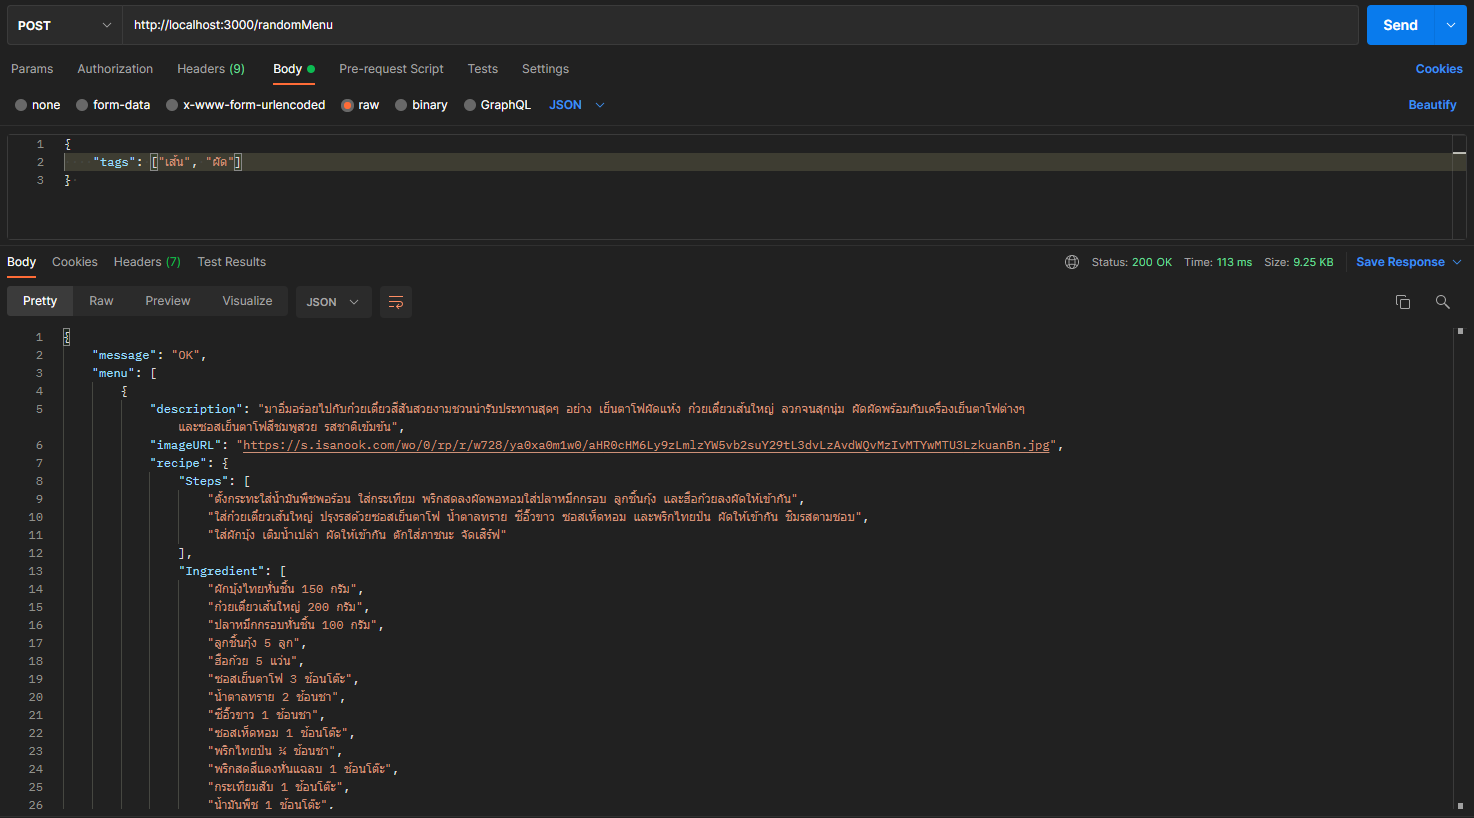 POST http://localhost:3000/randomMenu Send
Params Authorization Headers (9) Body Pre-request Script Tests Settings Cookies
none form-data x-www-form-urlencoded raw binary GraphQL JSON Beautify
1 {
2 "tags": ["เส้น", "ผัด"]
3 }
Body Cookies Headers (7) Test Results Status: 200 OK Time: 113 ms Size: 9.25 KB Save Response
Pretty Raw Preview Visualize JSON
1 {
2 "message": "OK",
3 "menu": [
4 {
5 "description": "มาอิ่มอร่อยไปกับก๋วยเตี๋ยวสีสันสวยงามชวนน่ารับประทานสุดๆ อย่าง เย็นตาโฟผัดแห้ง ก๋วยเตี๋ยวเส้นใหญ่ ลวกจนสุกนุ่ม ผัดผัดพร้อมกับเครื่องเย็นตาโฟต่างๆ
และซอสเย็นตาโฟสีชมพูสวย รสชาติเข้มข้น",
6 "imageURL": "https://s.isanook.com/wo/0/rp/r/w728/ya0xa0m1w0/aHR0cHM6Ly9zLmlzYW5vb2suY29tL3dvLzAvdWQvMzIvMTYwMTU3LzkuanBn.jpg",
7 "recipe": {
8 "Steps": [
9 "ตั้งกระทะใส่น้ำมันพืชพอร้อน ใส่กระเทียม พริกสดลงผัดพอหอมใส่ปลาหมึกกรอบ ลูกชิ้นกุ้ง และฮือก้วยลงผัดให้เข้ากัน",
10 "ใส่ก๋วยเตี๋ยวเส้นใหญ่ ปรุงรสด้วยซอสเย็นตาโฟ น้ำตาลทราย ซีอิ๊วขาว ซอสเห็ดหอม และพริกไทยป่น ผัดให้เข้ากัน ชิมรสตามชอบ",
11 "ใส่ผักบุ้ง เติมน้ำเปล่า ผัดให้เข้ากัน ตักใส่ภาชนะ จัดเสิร์ฟ"
12 ],
13 "Ingredient": [
14 "ผักบุ้งไทยหั่นชิ้น 150 กรัม",
15 "ก๋วยเตี๋ยวเส้นใหญ่ 200 กรัม",
16 "ปลาหมึกกรอบหั่นชิ้น 100 กรัม",
17 "ลูกชิ้นกุ้ง 5 ลูก",
18 "ฮือก้วย 5 แว่น",
19 "ซอสเย็นตาโฟ 3 ช้อนโต๊ะ",
20 "น้ำตาลทราย 2 ช้อนชา",
21 "ซีอิ๊วขาว 1 ช้อนชา",
22 "ซอสเห็ดหอม 1 ช้อนโต๊ะ",
23 "พริกไทยป่น ¼ ช้อนชา",
24 "พริกสดสีแดงหั่นแฉลบ 1 ช้อนโต๊ะ",
25 "กระเทียมสับ 1 ช้อนโต๊ะ",
26 "น้ำมันพืช 1 ช้อนโต๊ะ",